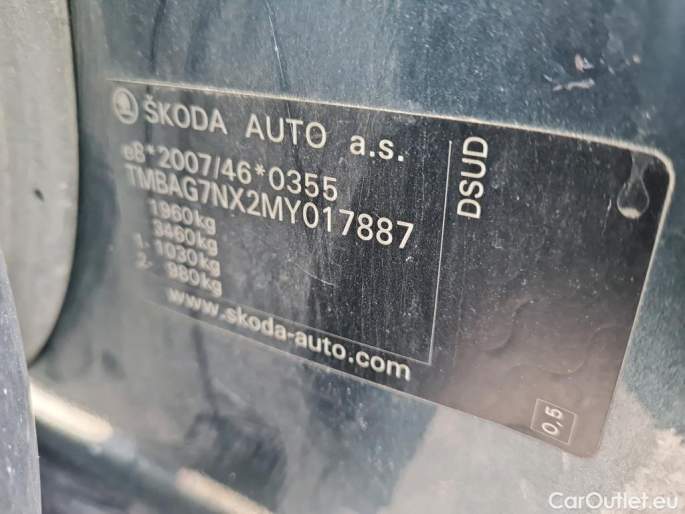 ŠKODA AUTO a.s.
e8*2007/46*0355
TMBAG7NX2MY017887
1960kg
3460kg
1. 1030kg
2. 980kg
www.skoda-auto.com
DSUD
0,5
CarOutlet.eu